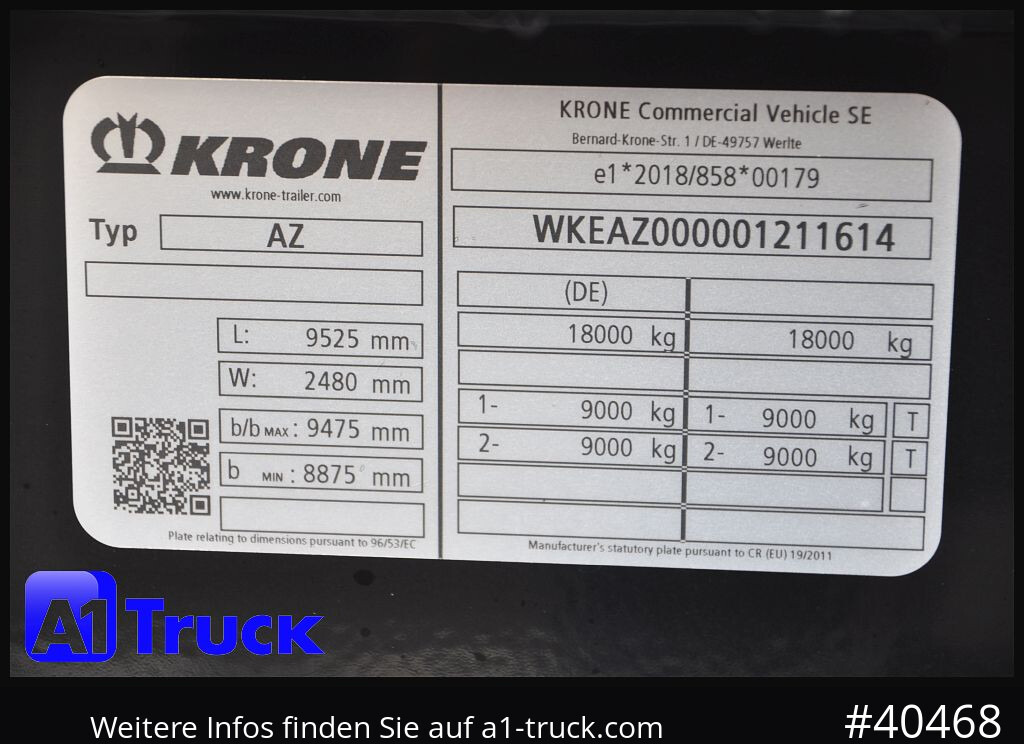 KRONE
www.krone-trailer.com
Typ AZ
L: 9525 mm
W: 2480 mm
b/b MAX : 9475 mm
b MIN : 8875 mm
Plate relating to dimensions pursuant to 96/53/EC
KRONE Commercial Vehicle SE
Bernard-Krone-Str. 1 / DE-49757 Werlte
e1*2018/858*00179
WKEAZ000001211614
(DE)
18000 kg 18000 kg
1- 9000 kg 1- 9000 kg T
2- 9000 kg 2- 9000 kg T
Manufacturer's statutory plate pursuant to CR (EU) 19/2011
A1 Truck
Weitere Infos finden Sie auf a1-truck.com #40468